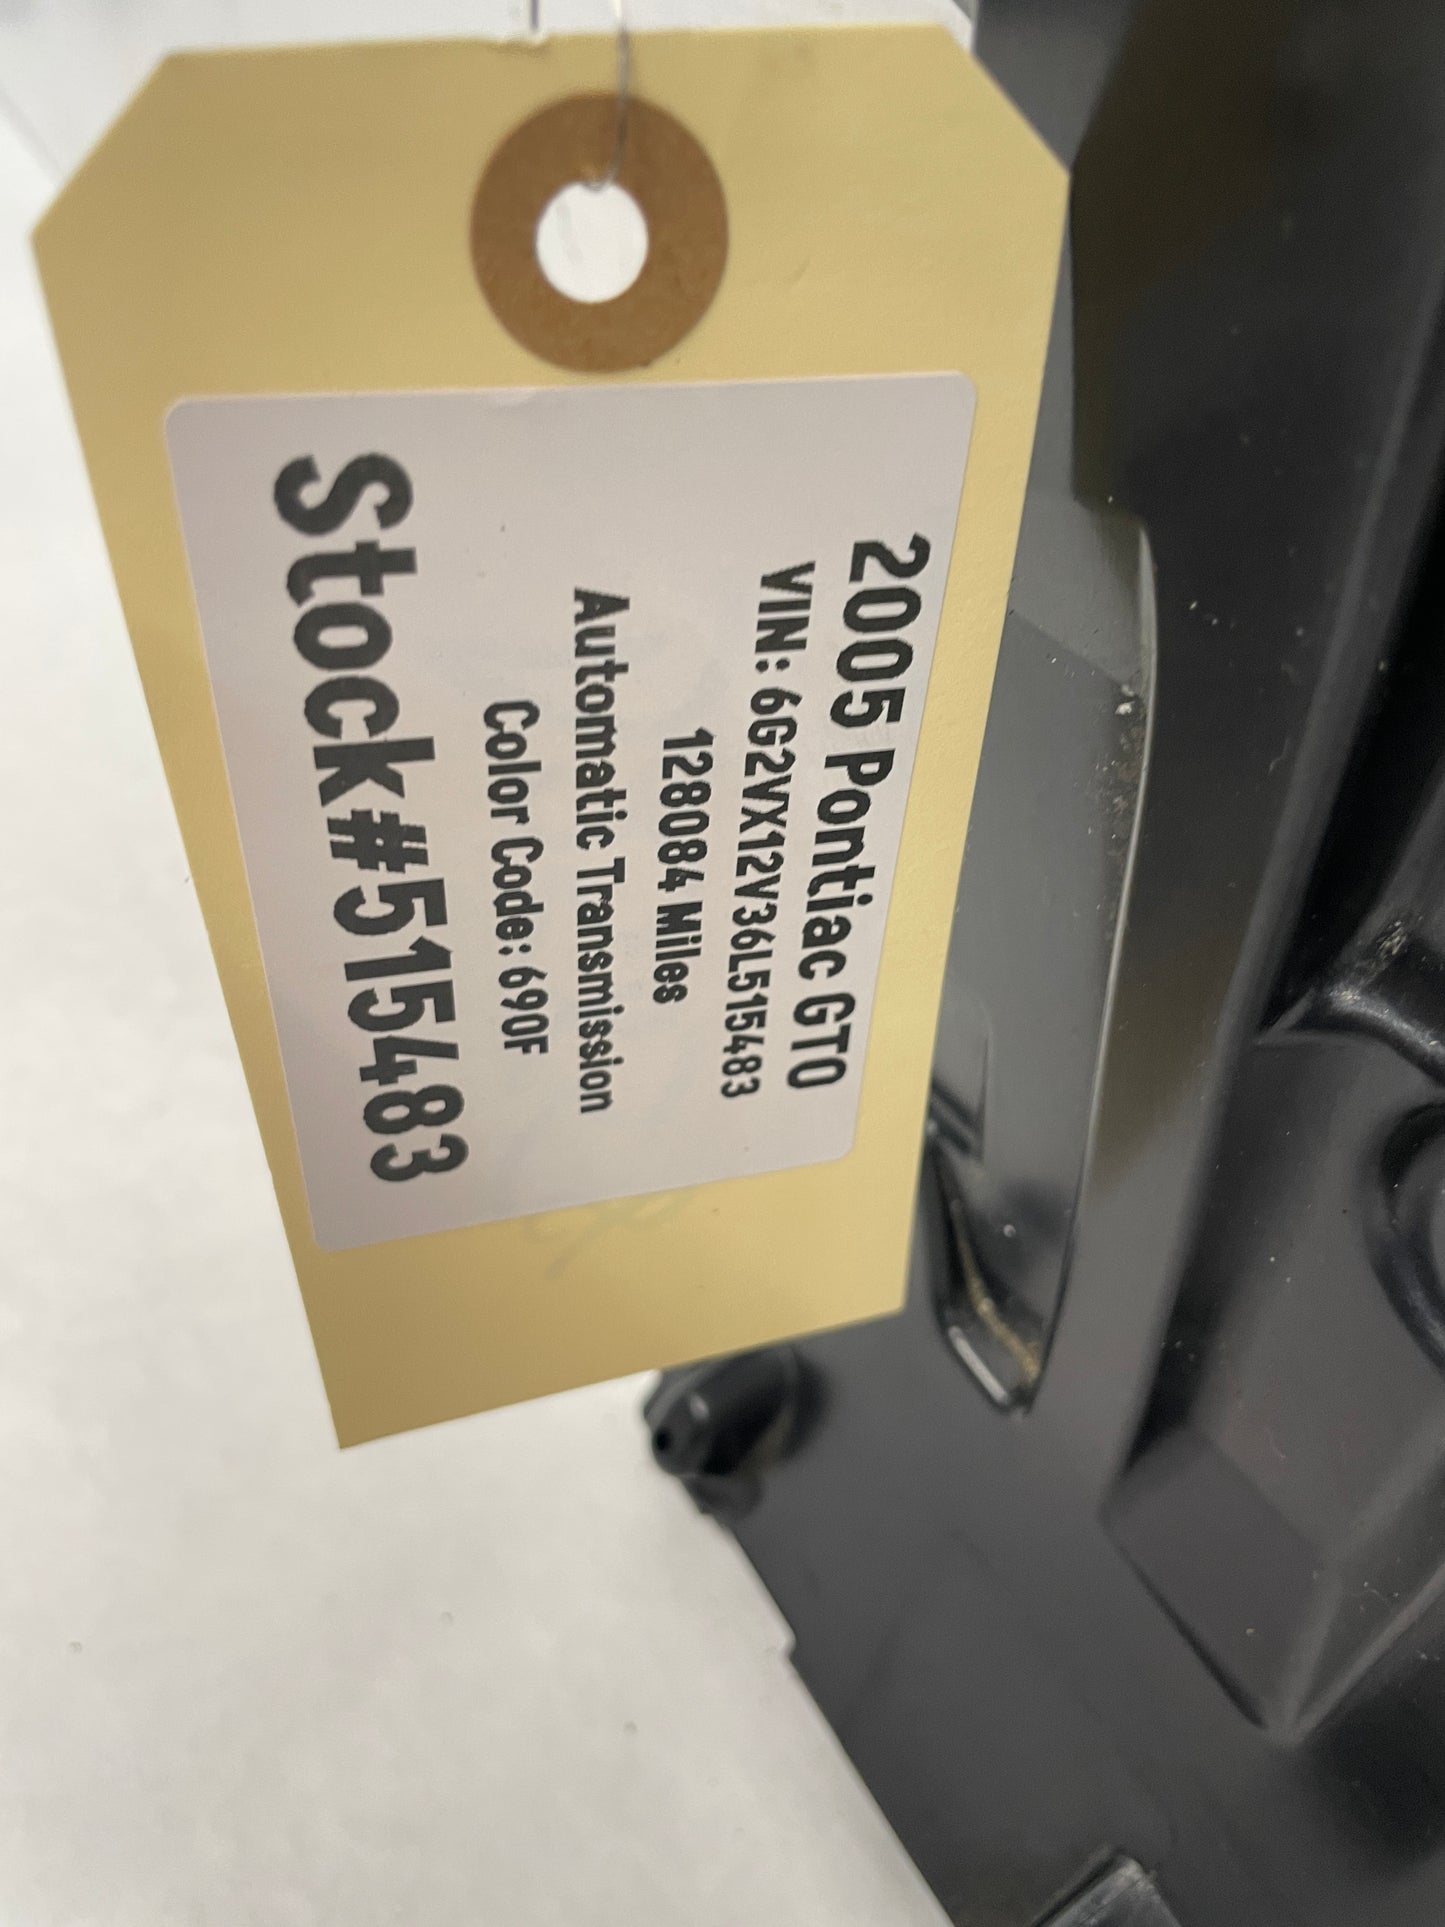 2005 Pontiac GTO
VIN: 6G2VX12V36L515483
128084 Miles
Automatic Transmission
Color Code: 690F
Stock#515483